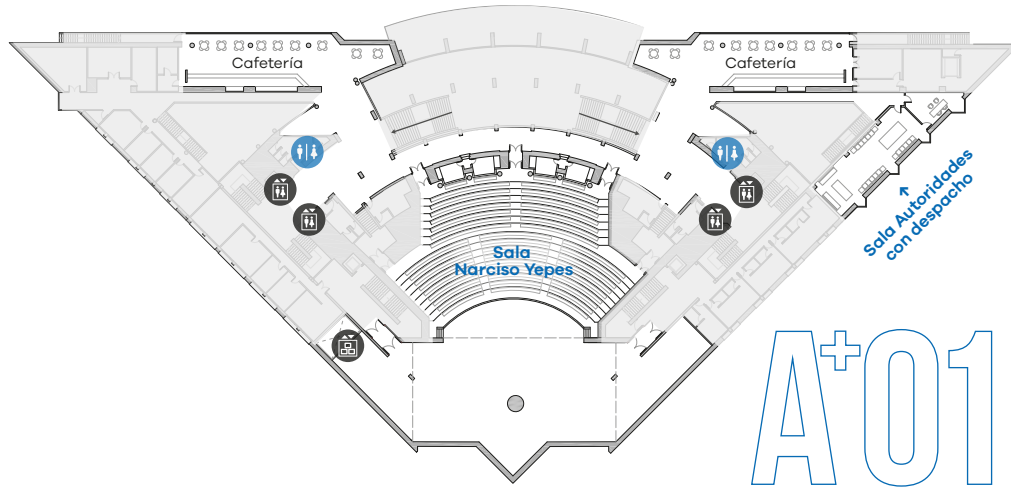 Cafetería
Cafetería
Sala Autoridades
con despacho
Sala
Narciso Yepes
A+01